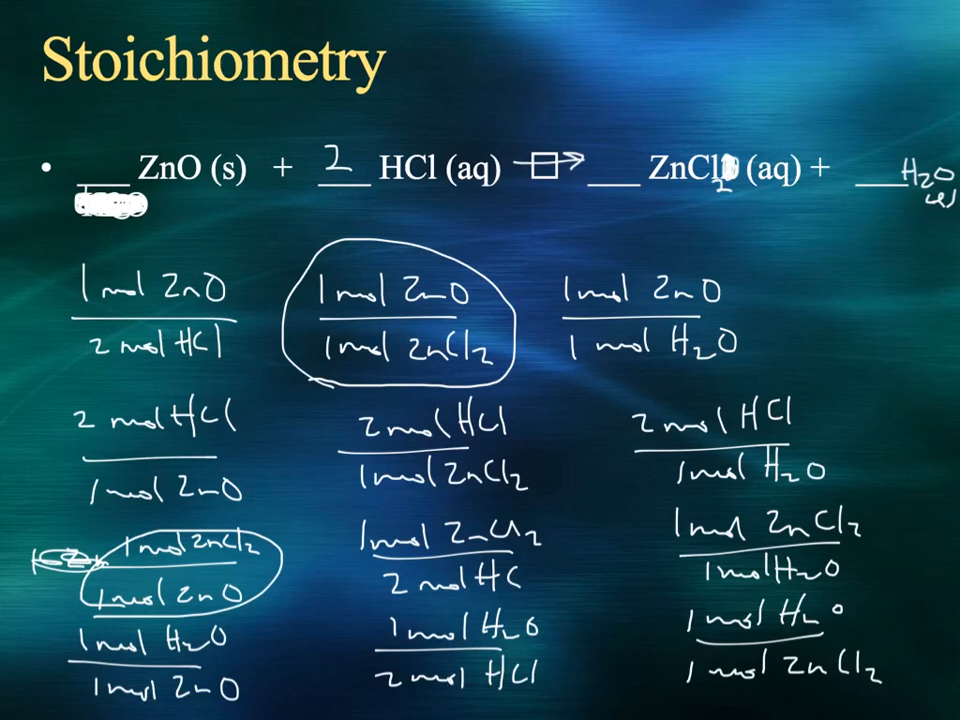 Stoichiometry
• ___ ZnO (s) + 2 HCl (aq) → ___ ZnCl2 (aq) + ___ H2O
(l)
1 mol ZnO 1 mol ZnO 1 mol ZnO
2 mol HCl 1 mol ZnCl2 1 mol H2O
2 mol HCl 2 mol HCl 2 mol HCl
1 mol ZnO 1 mol ZnCl2 1 mol H2O
1 mol ZnCl2 1 mol ZnCl2 1 mol ZnCl2
1 mol ZnO 2 mol HC 1 mol H2O
1 mol H2O 1 mol H2O 1 mol H2O
1 mol ZnO 2 mol HCl 1 mol ZnCl2